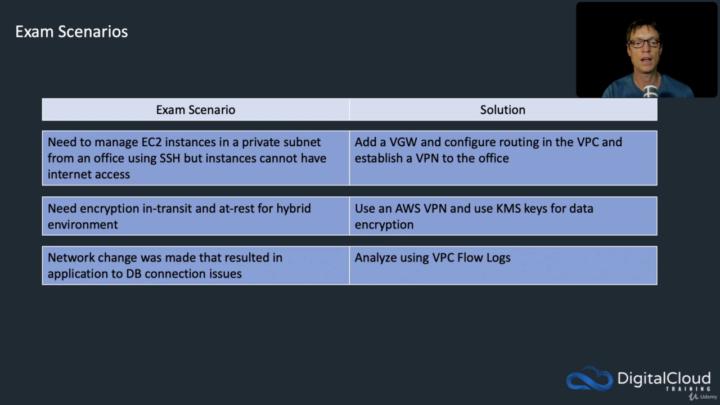 Exam Scenarios
Exam Scenario
Solution
Need to manage EC2 instances in a private subnet
from an office using SSH but instances cannot have
internet access
Add a VGW and configure routing in the VPC and
establish a VPN to the office
Need encryption in-transit and at-rest for hybrid
environment
Use an AWS VPN and use KMS keys for data
encryption
Network change was made that resulted in
application to DB connection issues
Analyze using VPC Flow Logs
DigitalCloud
TRAINING
Udemy